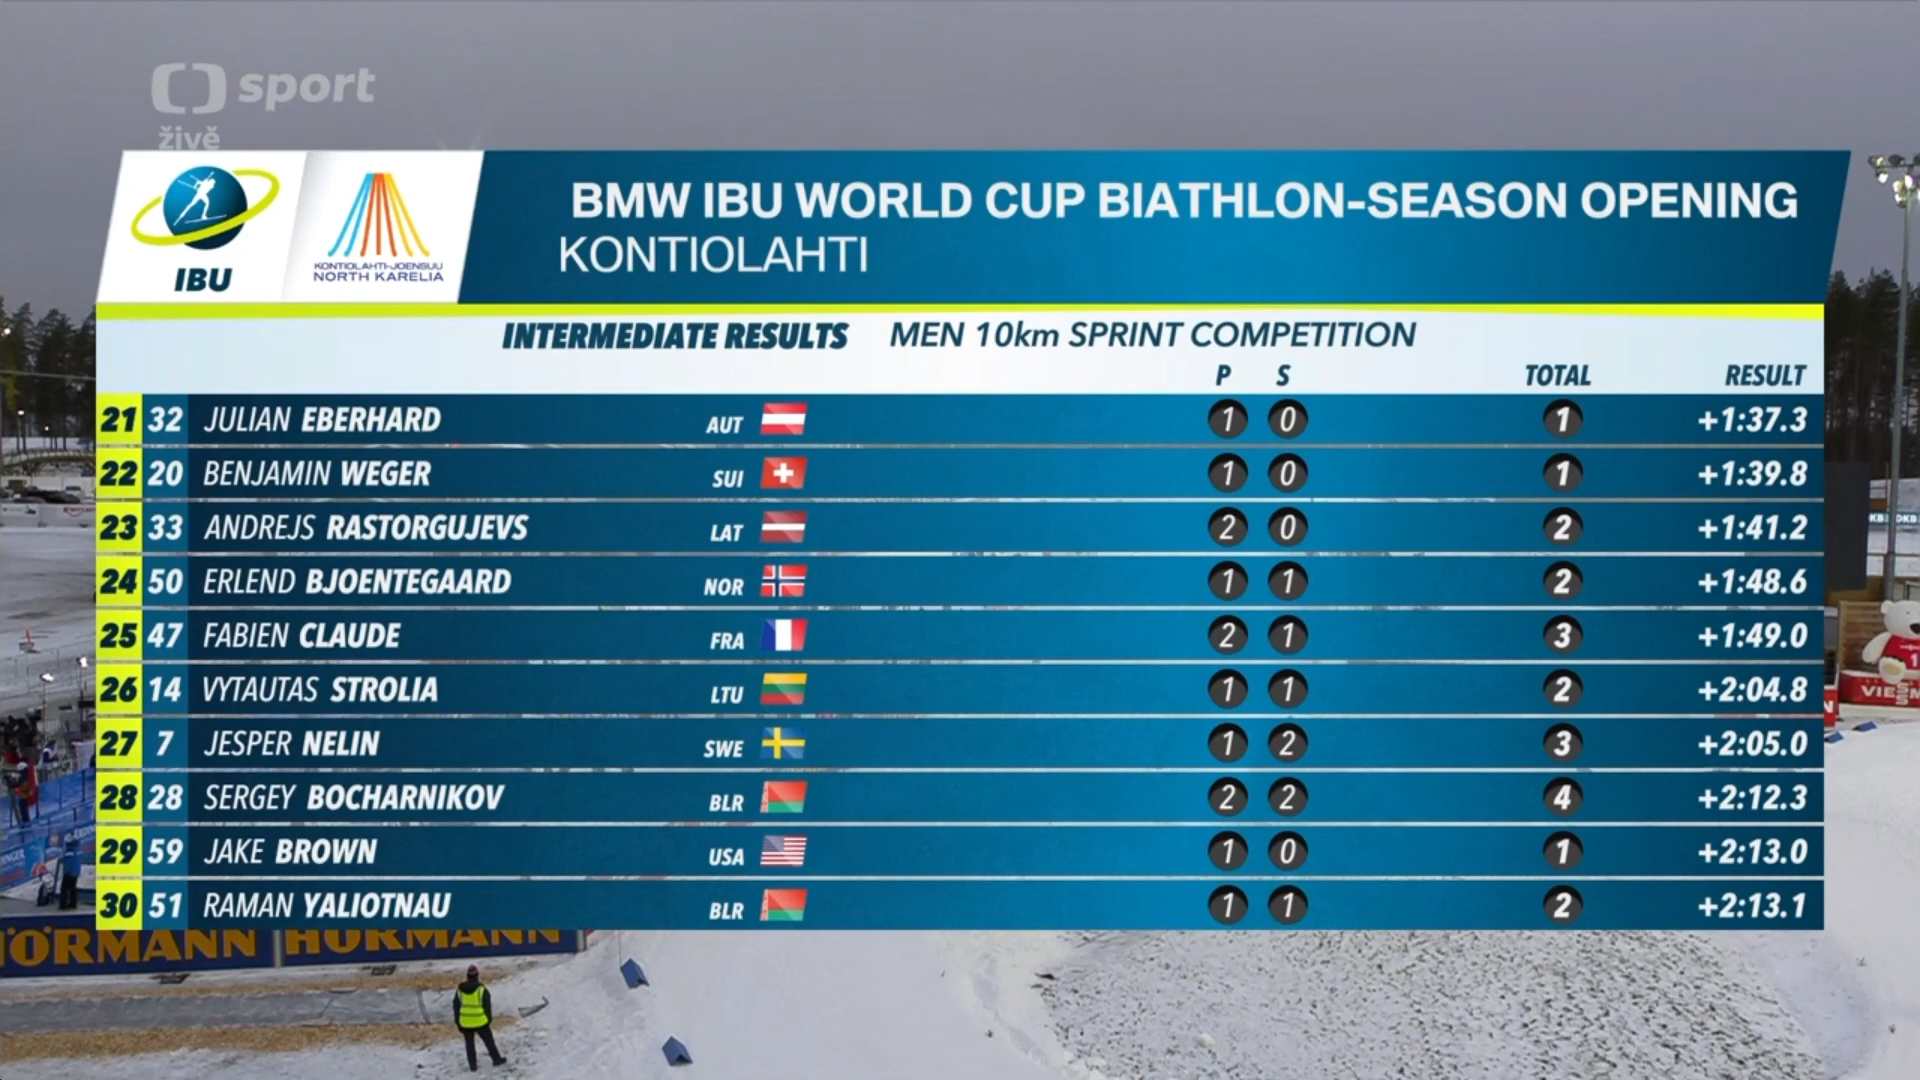 sport
živě
IBU
KONTIOLAHTI-JOENSUU
NORTH KARELIA
BMW IBU WORLD CUP BIATHLON-SEASON OPENING
KONTIOLAHTI
INTERMEDIATE RESULTS MEN 10km SPRINT COMPETITION
P S TOTAL RESULT
21 32 JULIAN EBERHARD AUT 1 0 1 +1:37.3
22 20 BENJAMIN WEGER SUI 1 0 1 +1:39.8
23 33 ANDREJS RASTORGUJEVS LAT 2 0 2 +1:41.2
24 50 ERLEND BJOENTEGAARD NOR 1 1 2 +1:48.6
25 47 FABIEN CLAUDE FRA 2 1 3 +1:49.0
26 14 VYTAUTAS STROLIA LTU 1 1 2 +2:04.8
27 7 JESPER NELIN SWE 1 2 3 +2:05.0
28 28 SERGEY BOCHARNIKOV BLR 2 2 4 +2:12.3
29 59 JAKE BROWN USA 1 0 1 +2:13.0
30 51 RAMAN YALIOTNAU BLR 1 1 2 +2:13.1
HÖRMANN